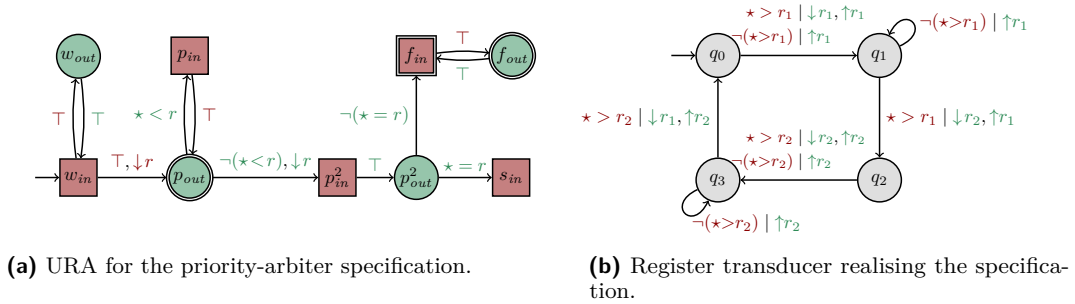 w_out
p_in
f_in
⊤
f_out
⊤
⊤
⊤
⋆ < r
⊤
¬(⋆ = r)
w_in
⊤, ↓r
p_out
¬(⋆ < r), ↓r
p²_in
⊤
p²_out
⋆ = r
s_in
(a) URA for the priority-arbiter specification.
⋆ > r₁ | ↓r₁, ↑r₁
¬(⋆>r₁) | ↑r₁
¬(⋆>r₁) | ↑r₁
q₀
q₁
⋆ > r₂ | ↓r₁, ↑r₂
⋆ > r₁ | ↓r₂, ↑r₁
⋆ > r₂ | ↓r₂, ↑r₂
¬(⋆>r₂) | ↑r₂
q₃
q₂
¬(⋆>r₂) | ↑r₂
(b) Register transducer realising the specifica-
tion.